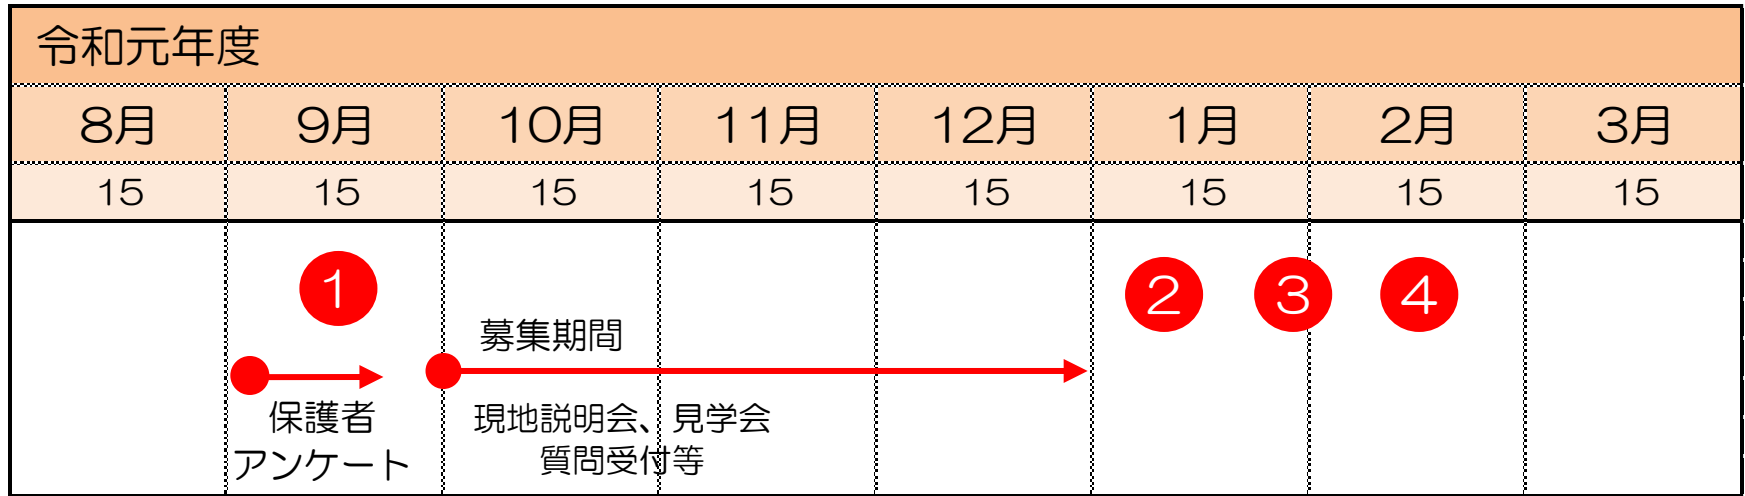 令和元年度
8月 9月 10月 11月 12月 1月 2月 3月
15 15 15 15 15 15 15 15
1 2 3 4
募集期間
保護者
アンケート
現地説明会、見学会
質問受付等